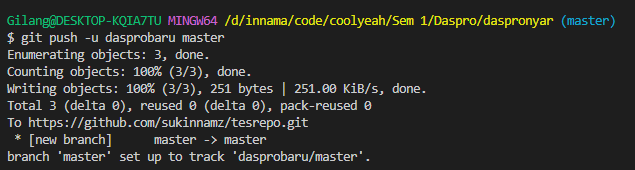 Gilang@DESKTOP-KQIA7TU MINGW64 /d/innama/code/coolyeah/Sem 1/Daspro/daspronyar (master)
$ git push -u dasprobaru master
Enumerating objects: 3, done.
Counting objects: 100% (3/3), done.
Writing objects: 100% (3/3), 251 bytes | 251.00 KiB/s, done.
Total 3 (delta 0), reused 0 (delta 0), pack-reused 0
To https://github.com/sukinnamz/tesrepo.git
 * [new branch]      master -> master
branch 'master' set up to track 'dasprobaru/master'.